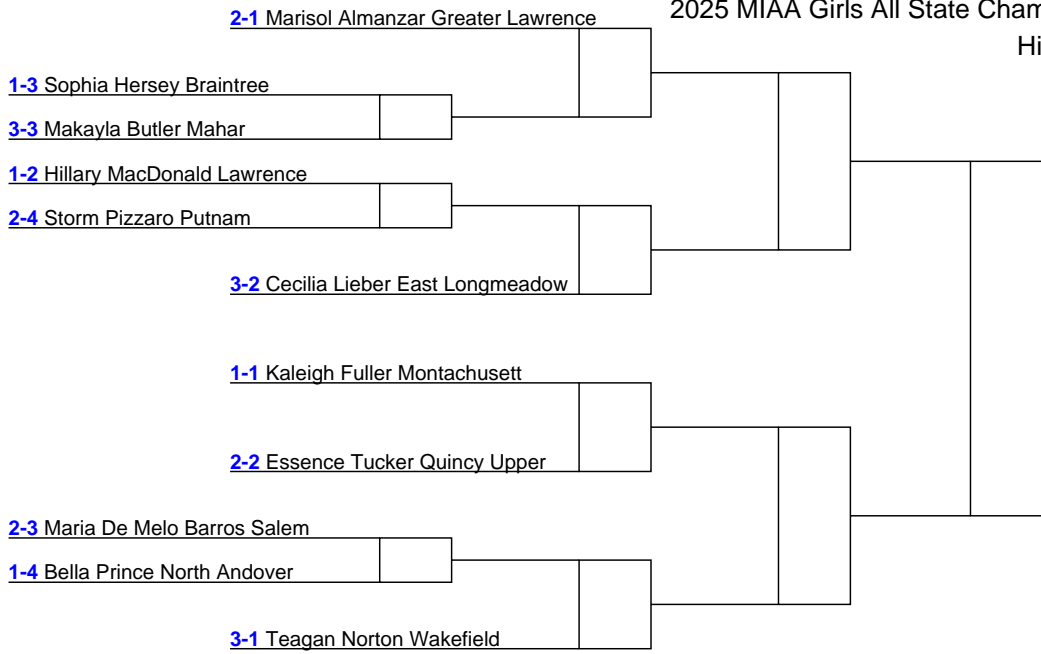 2025 MIAA Girls All State Cham
Hi
2-1 Marisol Almanzar Greater Lawrence
1-3 Sophia Hersey Braintree
3-3 Makayla Butler Mahar
1-2 Hillary MacDonald Lawrence
2-4 Storm Pizzaro Putnam
3-2 Cecilia Lieber East Longmeadow
1-1 Kaleigh Fuller Montachusett
2-2 Essence Tucker Quincy Upper
2-3 Maria De Melo Barros Salem
1-4 Bella Prince North Andover
3-1 Teagan Norton Wakefield